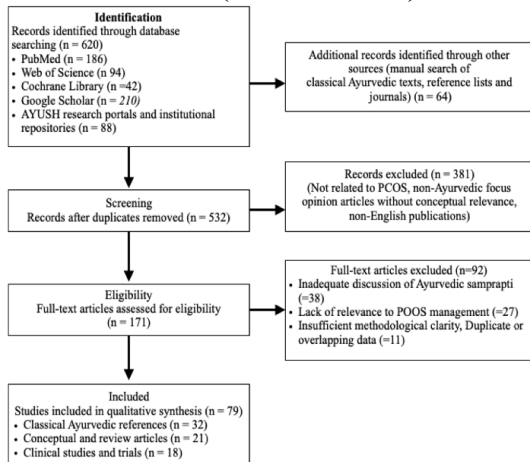 Identification
Records identified through database
searching (n = 620)
• PubMed (n = 186)
• Web of Science (n 94)
• Cochrane Library (n =42)
• Google Scholar (n = 210)
• AYUSH research portals and institutional
repositories (n = 88)
Additional records identified through other
sources (manual search of
classical Ayurvedic texts, reference lists and
journals) (n = 64)
Screening
Records after duplicates removed (n = 532)
Records excluded (n = 381)
(Not related to PCOS, non-Ayurvedic focus
opinion articles without conceptual relevance,
non-English publications)
Eligibility
Full-text articles assessed for eligibility
(n = 171)
Full-text articles excluded (n=92)
• Inadequate discussion of Ayurvedic samprapti
(=38)
• Lack of relevance to POOS management (=27)
• Insufficient methodological clarity, Duplicate or
overlapping data (=11)
Included
Studies included in qualitative synthesis (n = 79)
• Classical Ayurvedic references (n = 32)
• Conceptual and review articles (n = 21)
• Clinical studies and trials (n = 18)